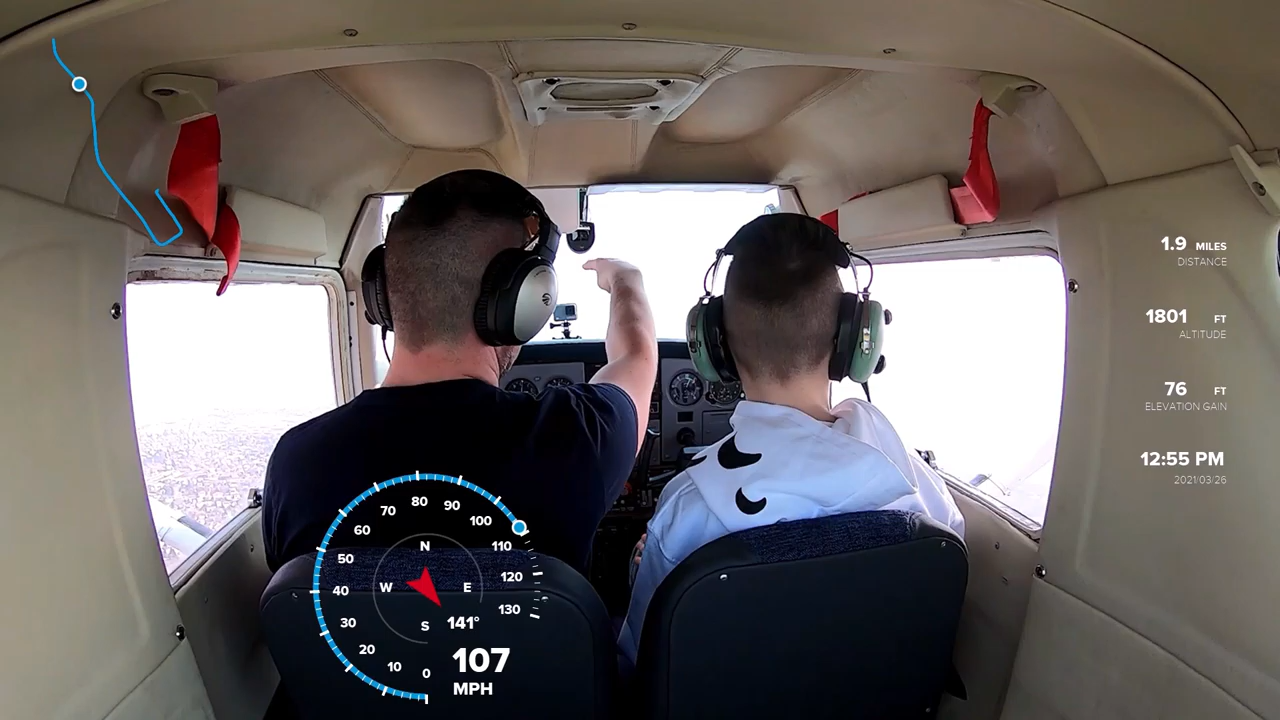 1.9 MILES
DISTANCE
1801 FT
ALTITUDE
76 FT
ELEVATION GAIN
12:55 PM
2021/03/26
80
70
90
60
100
50
N
110
40
W
E
120
30
S
141°
130
20
10
0
107
MPH